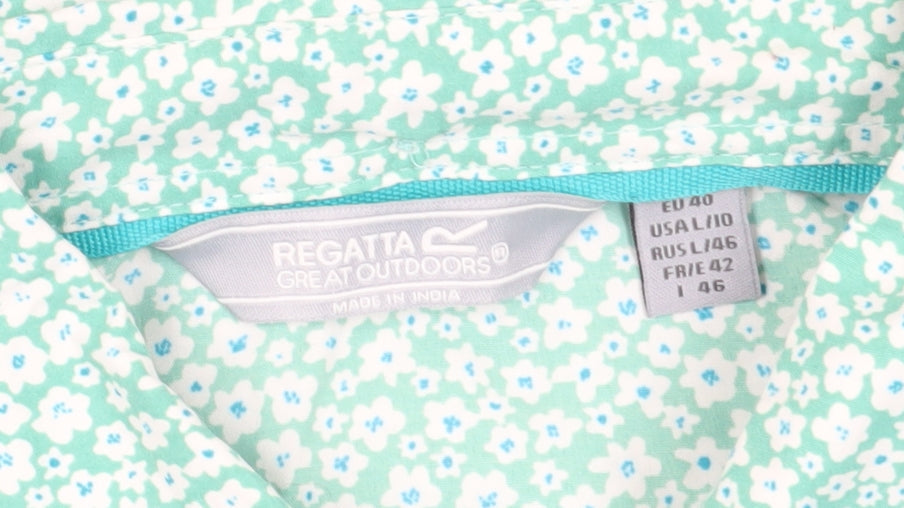 REGATTA R
GREAT OUTDOORS
MADE IN INDIA
EU 40
USA L/10
RUS L/46
FR/E 42
I 46